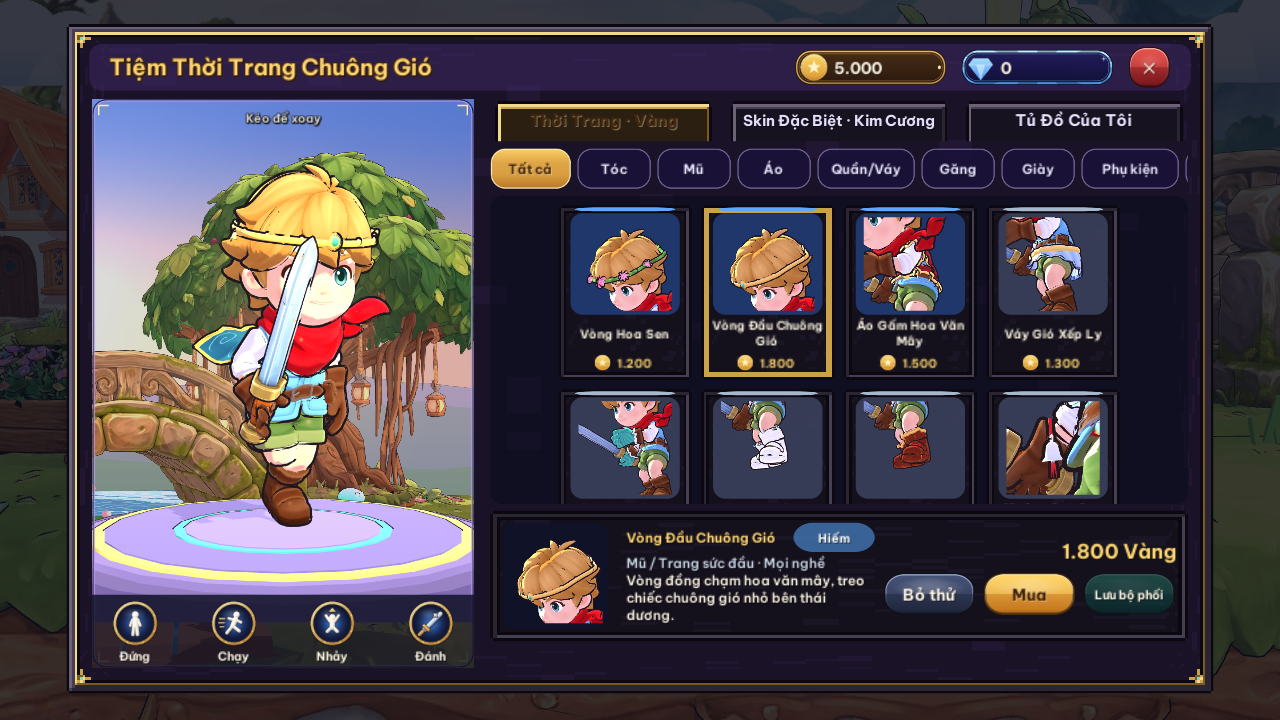 Tiệm Thời Trang Chuông Gió
5.000
0
Kéo để xoay
Thời Trang · Vàng
Skin Đặc Biệt · Kim Cương
Tủ Đồ Của Tôi
Tất cả
Tóc
Mũ
Áo
Quần/Váy
Găng
Giày
Phụ kiện
Vòng Hoa Sen
1.200
Vòng Đầu Chuông
Gió
1.800
Áo Gấm Hoa Văn
Mây
1.500
Váy Gió Xếp Ly
1.300
Vòng Đầu Chuông Gió
Hiếm
Mũ / Trang sức đầu · Mọi nghề
Vòng đồng chạm hoa văn mây, treo
chiếc chuông gió nhỏ bên thái
dương.
1.800 Vàng
Bỏ thử
Mua
Lưu bộ phối
Đứng
Chạy
Nhảy
Đánh